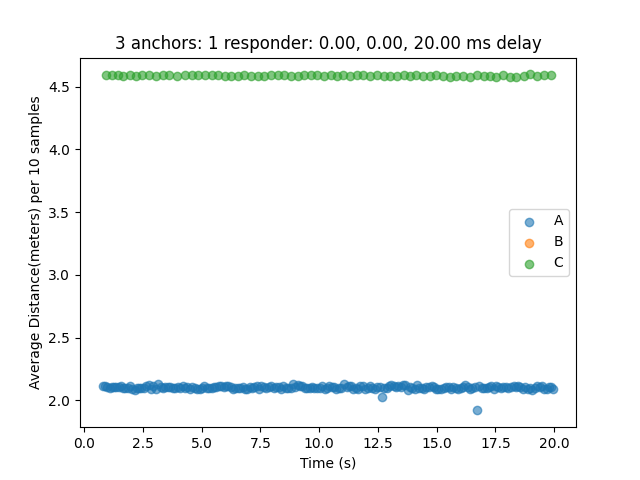 3 anchors: 1 responder: 0.00, 0.00, 20.00 ms delay
Average Distance(meters) per 10 samples
4.5
4.0
3.5
3.0
2.5
2.0
A
B
C
0.0 2.5 5.0 7.5 10.0 12.5 15.0 17.5 20.0
Time (s)